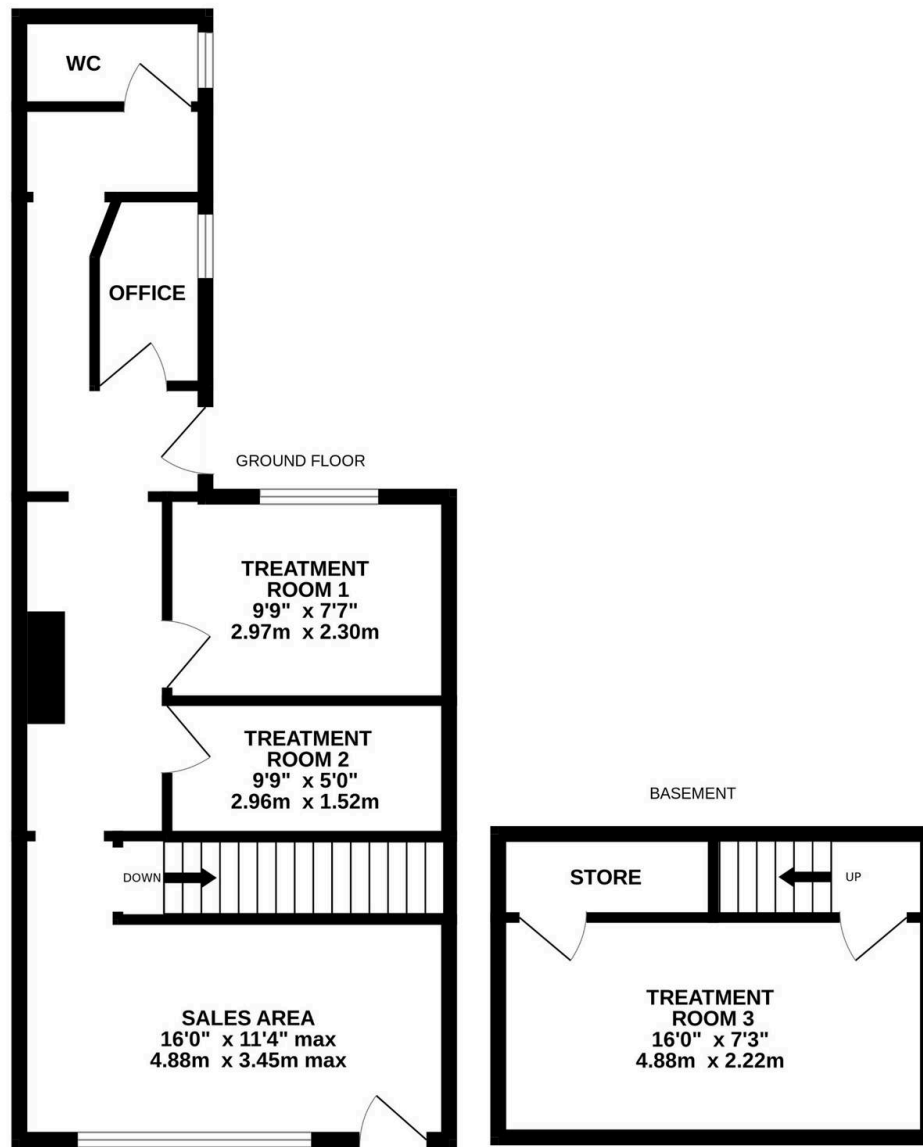 WC
OFFICE
GROUND FLOOR
TREATMENT
ROOM 1
9'9" x 7'7"
2.97m x 2.30m
TREATMENT
ROOM 2
9'9" x 5'0"
2.96m x 1.52m
DOWN
SALES AREA
16'0" x 11'4" max
4.88m x 3.45m max
BASEMENT
STORE
UP
TREATMENT
ROOM 3
16'0" x 7'3"
4.88m x 2.22m